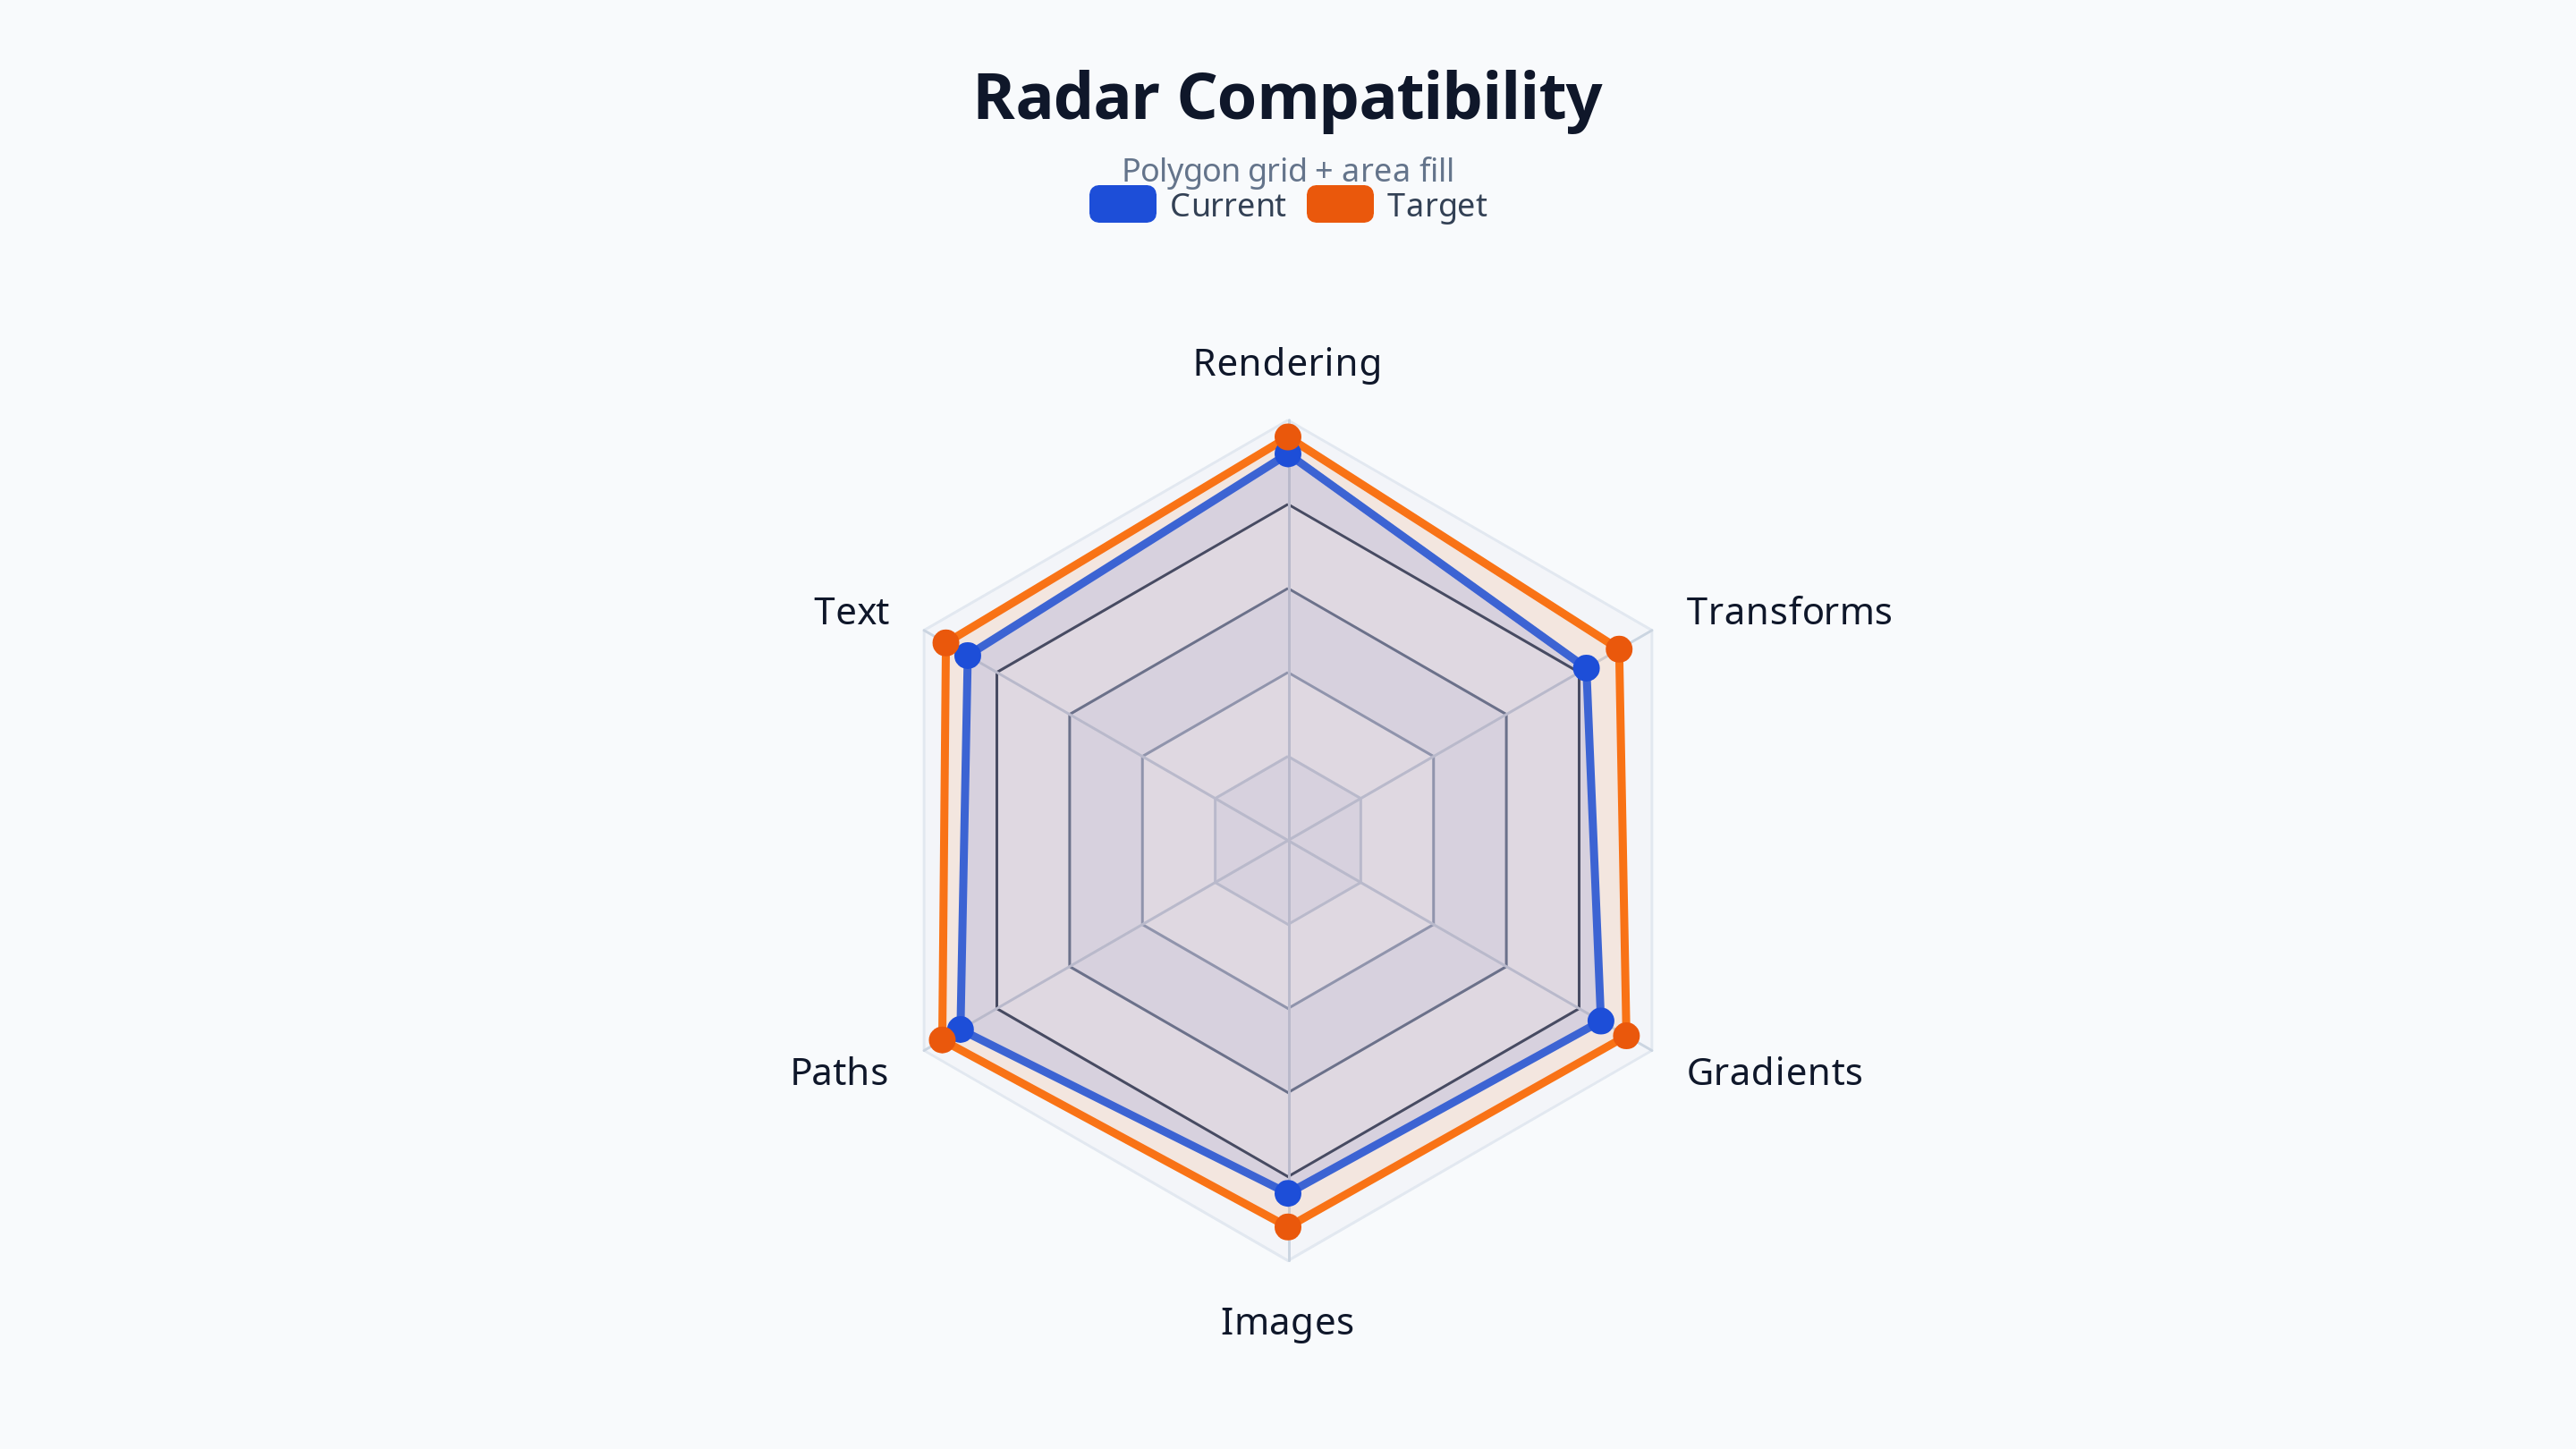 Radar Compatibility
Polygon grid + area fill
Current Target
Rendering
Text Transforms
Paths Gradients
Images